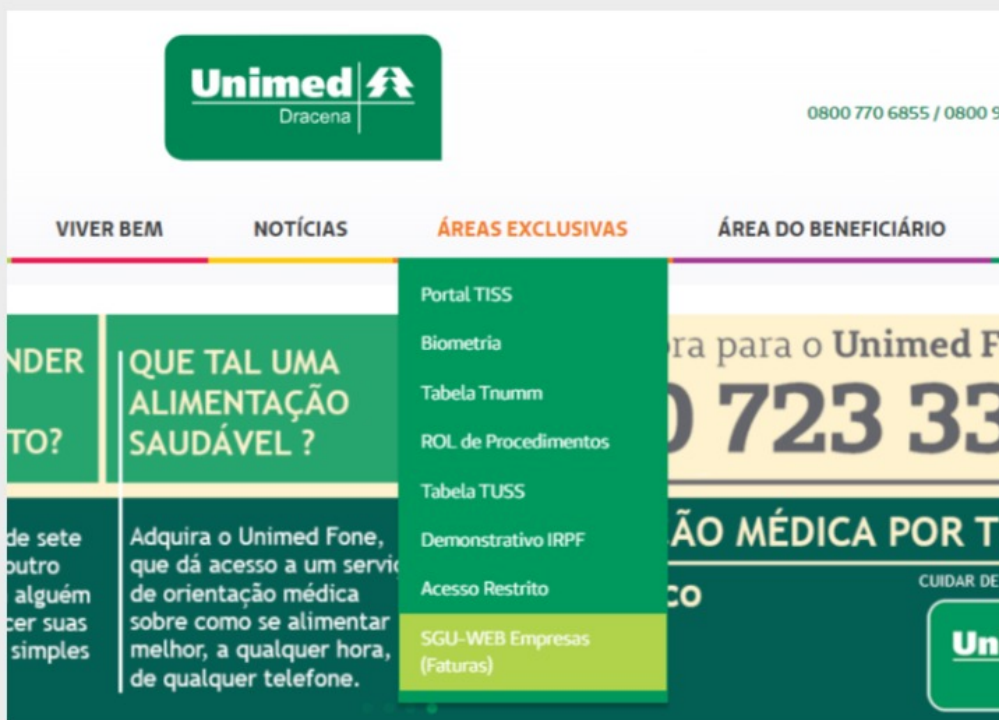 Unimed
Dracena
0800 770 6855 / 0800 9
VIVER BEM
NOTÍCIAS
ÁREAS EXCLUSIVAS
ÁREA DO BENEFICIÁRIO
Portal TISS
Biometria
Tabela Tnumm
ROL de Procedimentos
Tabela TUSS
Demonstrativo IRPF
Acesso Restrito
SGU-WEB Empresas
(Faturas)
NDER
TO?
QUE TAL UMA
ALIMENTAÇÃO
SAUDÁVEL ?
de sete
outro
alguém
cer suas
simples
Adquira o Unimed Fone,
que dá acesso a um serviç
de orientação médica
sobre como se alimentar
melhor, a qualquer hora,
de qualquer telefone.
ra para o Unimed F
0 723 33
ÃO MÉDICA POR T
CO
CUIDAR DE
Un